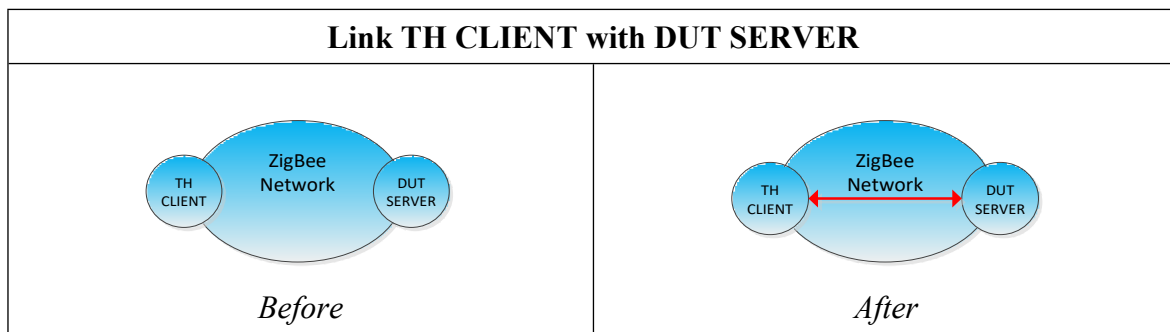 Link TH CLIENT with DUT SERVER
ZigBee
Network
TH
CLIENT
DUT
SERVER
Before
ZigBee
Network
TH
CLIENT
DUT
SERVER
After